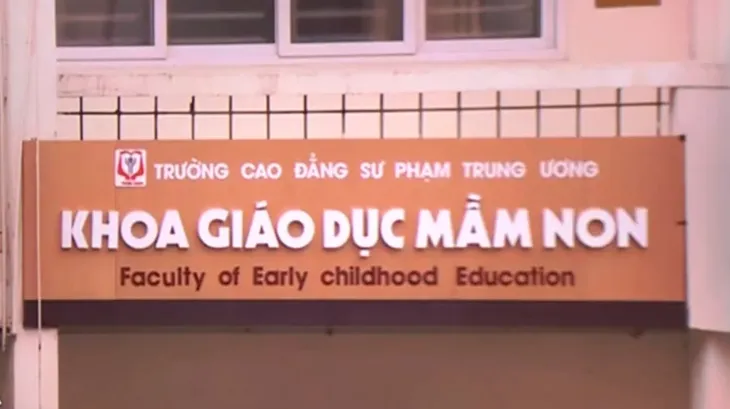 TRƯỜNG CAO ĐẲNG SƯ PHẠM TRUNG ƯƠNG
KHOA GIÁO DỤC MẦM NON
Faculty of Early childhood Education